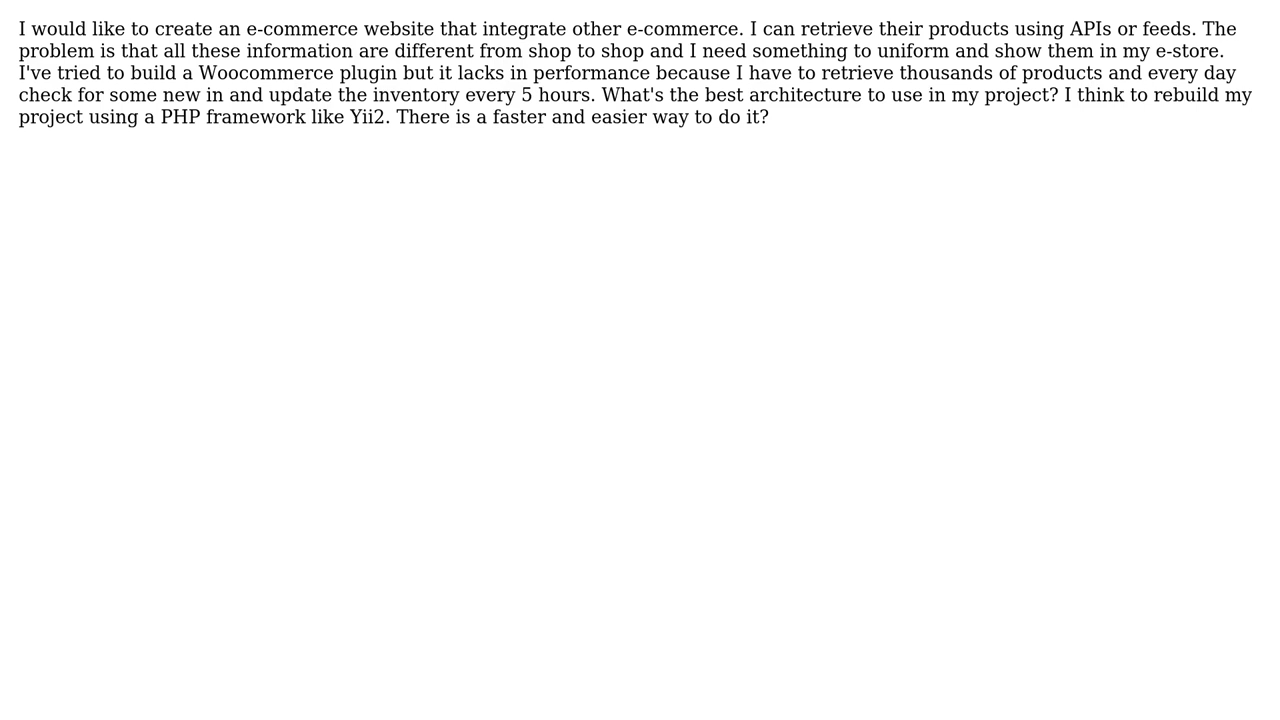 I would like to create an e-commerce website that integrate other e-commerce. I can retrieve their products using APIs or feeds. The
problem is that all these information are different from shop to shop and I need something to uniform and show them in my e-store.
I've tried to build a Woocommerce plugin but it lacks in performance because I have to retrieve thousands of products and every day
check for some new in and update the inventory every 5 hours. What's the best architecture to use in my project? I think to rebuild my
project using a PHP framework like Yii2. There is a faster and easier way to do it?